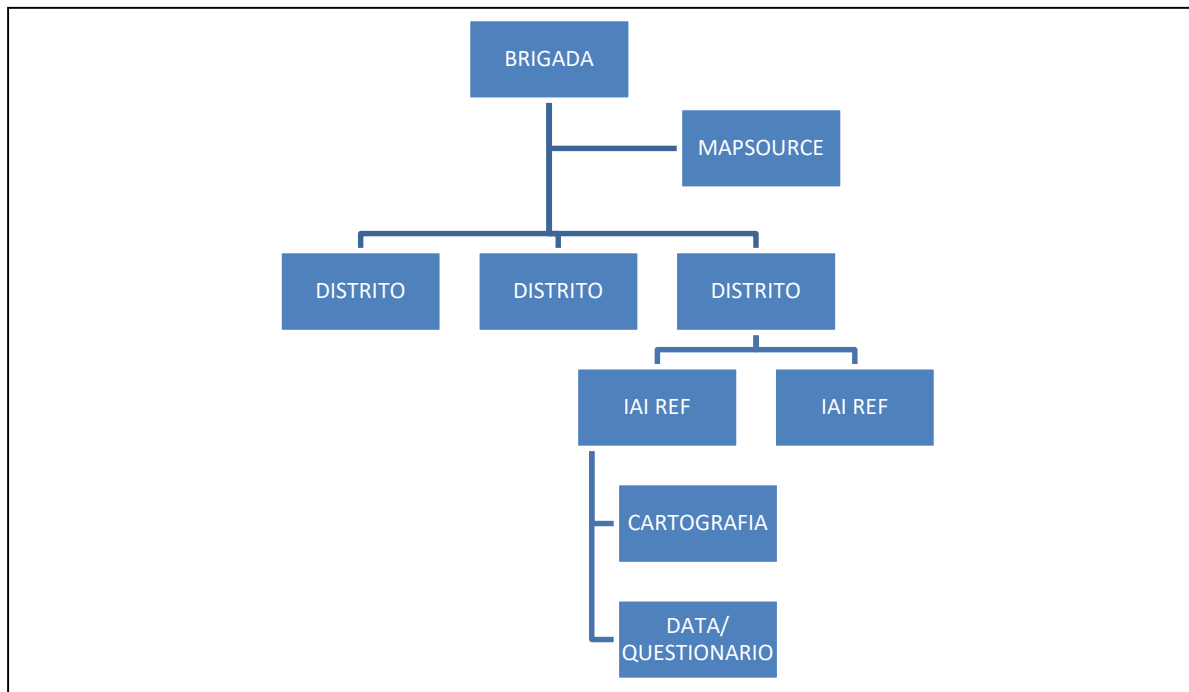 BRIGADA
MAPSOURCE
DISTRITO
DISTRITO
DISTRITO
IAI REF
IAI REF
CARTOGRAFIA
DATA/
QUESTIONARIO